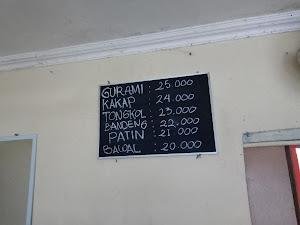 GURAMI : 25.000
KAKAP : 24.000
TONGKOL : 23.000
BANDENG : 22.000
PATIN : 21.000
BAWAL : 20.000